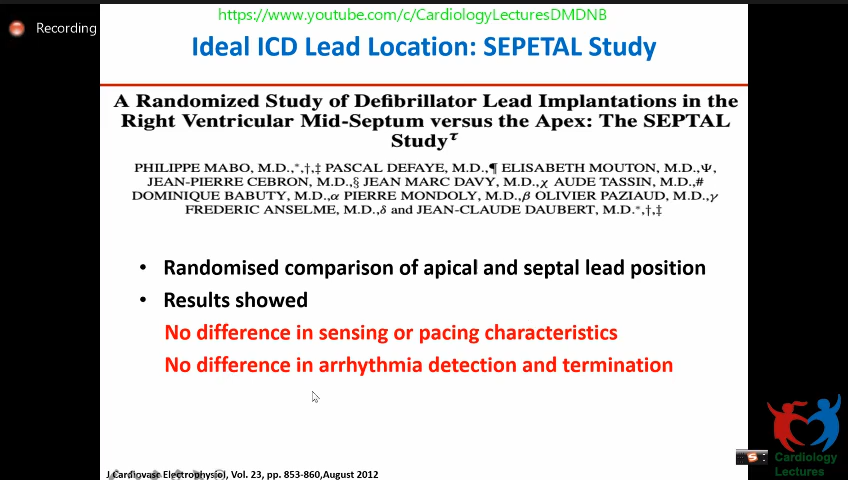 https://www.youtube.com/c/CardiologyLecturesDMDNB
Recording
Ideal ICD Lead Location: SEPETAL Study
A Randomized Study of Defibrillator Lead Implantations in the
Right Ventricular Mid-Septum versus the Apex: The SEPTAL
Study τ
PHILIPPE MABO, M.D.,*,†,‡ PASCAL DEFAYE, M.D.,¶ ELISABETH MOUTON, M.D.,Ψ,
JEAN-PIERRE CEBRON, M.D.,§ JEAN MARC DAVY, M.D.,χ AUDE TASSIN, M.D.,#
DOMINIQUE BABUTY, M.D.,α PIERRE MONDOLY, M.D.,β OLIVIER PAZIAUD, M.D.,γ
FREDERIC ANSELME, M.D.,δ and JEAN-CLAUDE DAUBERT, M.D.*,†,‡
• Randomised comparison of apical and septal lead position
• Results showed
No difference in sensing or pacing characteristics
No difference in arrhythmia detection and termination
J Cardiovasc Electrophysiol, Vol. 23, pp. 853-860,August 2012
Cardiology
Lectures